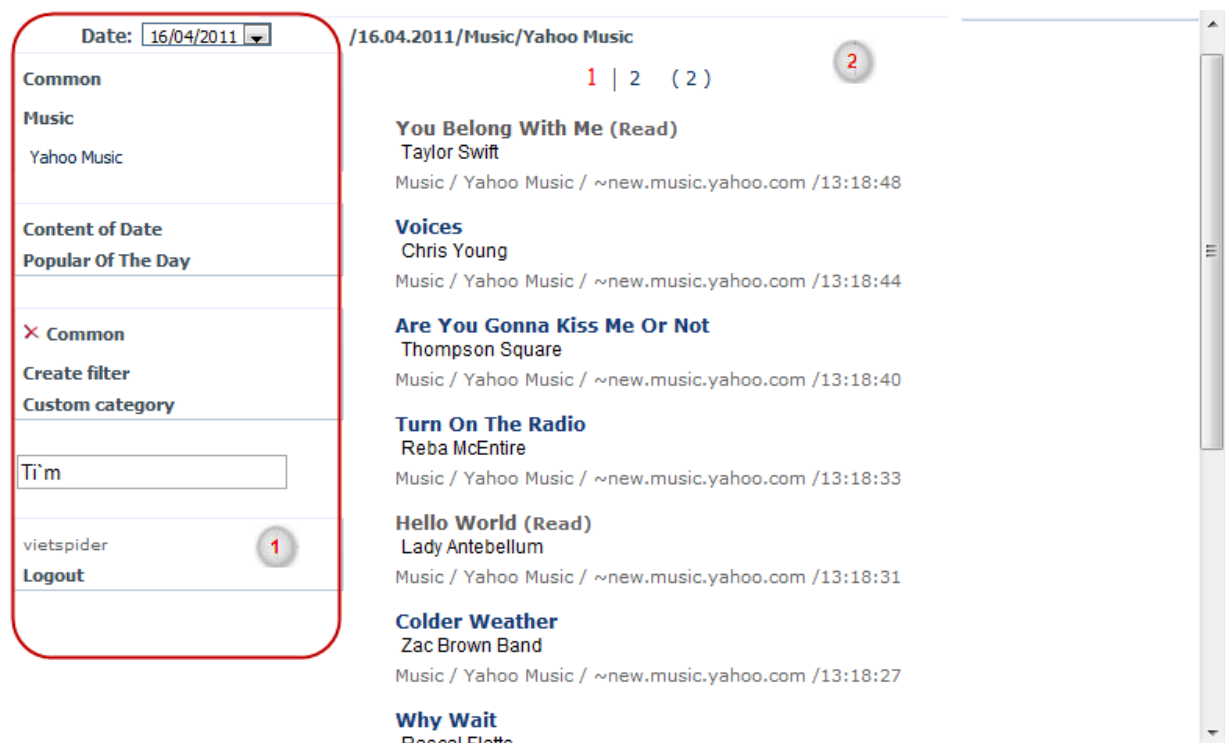 Date: 16/04/2011
Common
Music
Yahoo Music
Content of Date
Popular Of The Day
Common
Create filter
Custom category
Ti`m
vietspider
1
Logout
/16.04.2011/Music/Yahoo Music
2
1 | 2 ( 2 )
You Belong With Me (Read)
Taylor Swift
Music / Yahoo Music / ~new.music.yahoo.com /13:18:48
Voices
Chris Young
Music / Yahoo Music / ~new.music.yahoo.com /13:18:44
Are You Gonna Kiss Me Or Not
Thompson Square
Music / Yahoo Music / ~new.music.yahoo.com /13:18:40
Turn On The Radio
Reba McEntire
Music / Yahoo Music / ~new.music.yahoo.com /13:18:33
Hello World (Read)
Lady Antebellum
Music / Yahoo Music / ~new.music.yahoo.com /13:18:31
Colder Weather
Zac Brown Band
Music / Yahoo Music / ~new.music.yahoo.com /13:18:27
Why Wait
Rascal Flatts